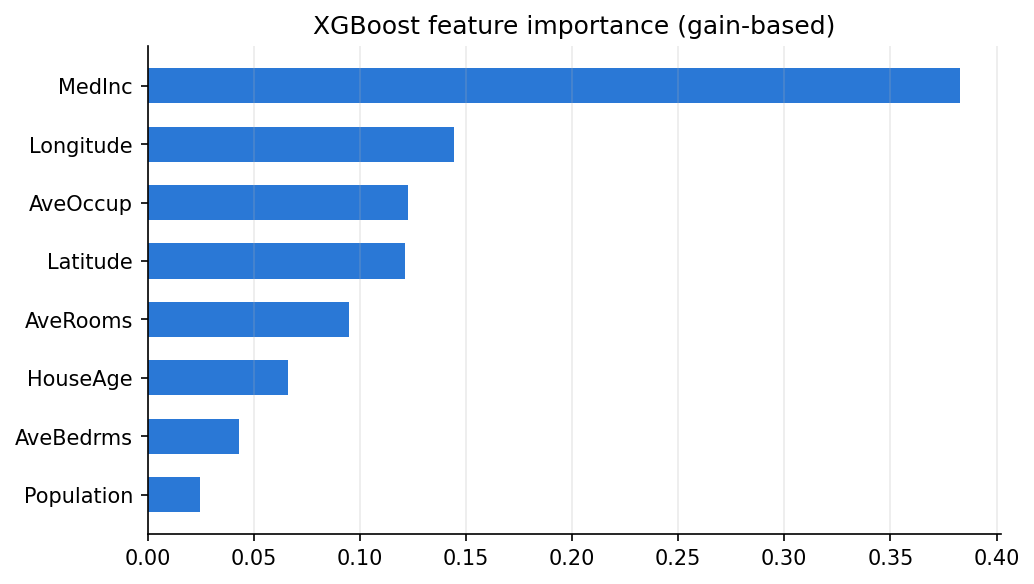 XGBoost feature importance (gain-based)
MedInc
Longitude
AveOccup
Latitude
AveRooms
HouseAge
AveBedrms
Population
0.00 0.05 0.10 0.15 0.20 0.25 0.30 0.35 0.40